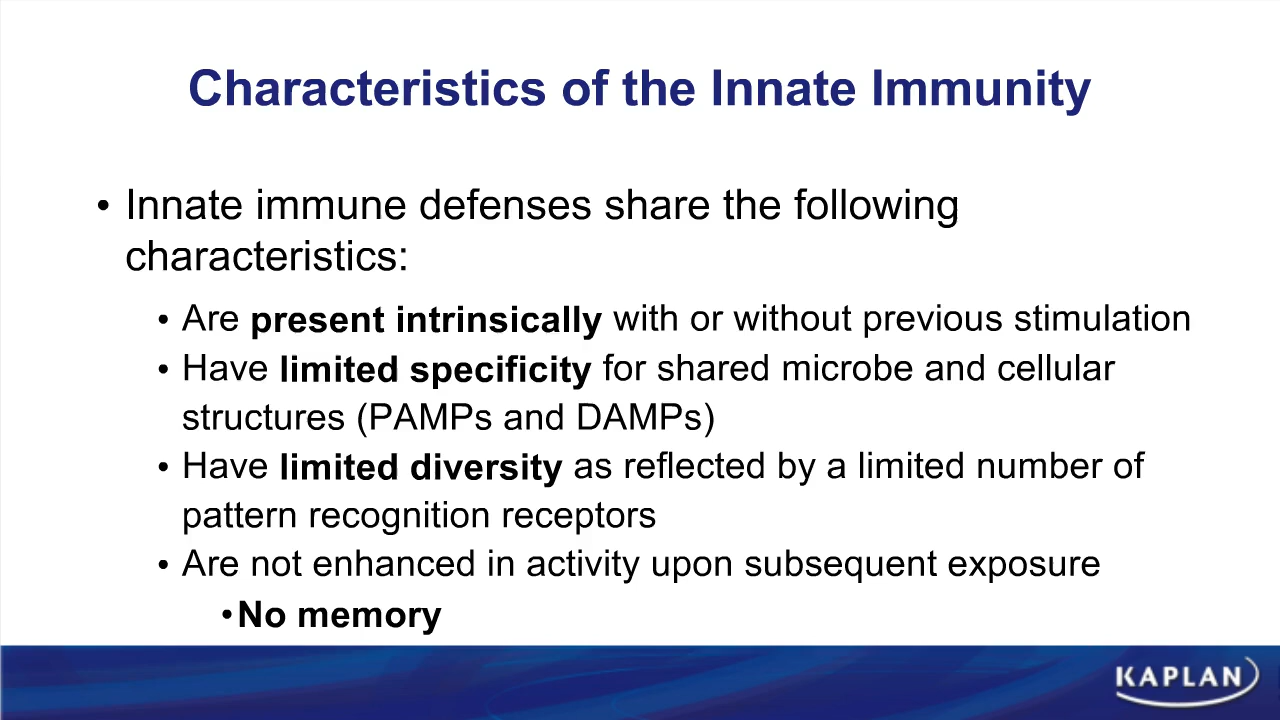 Characteristics of the Innate Immunity
• Innate immune defenses share the following
characteristics:
• Are present intrinsically with or without previous stimulation
• Have limited specificity for shared microbe and cellular
structures (PAMPs and DAMPs)
• Have limited diversity as reflected by a limited number of
pattern recognition receptors
• Are not enhanced in activity upon subsequent exposure
• No memory
KAPLAN